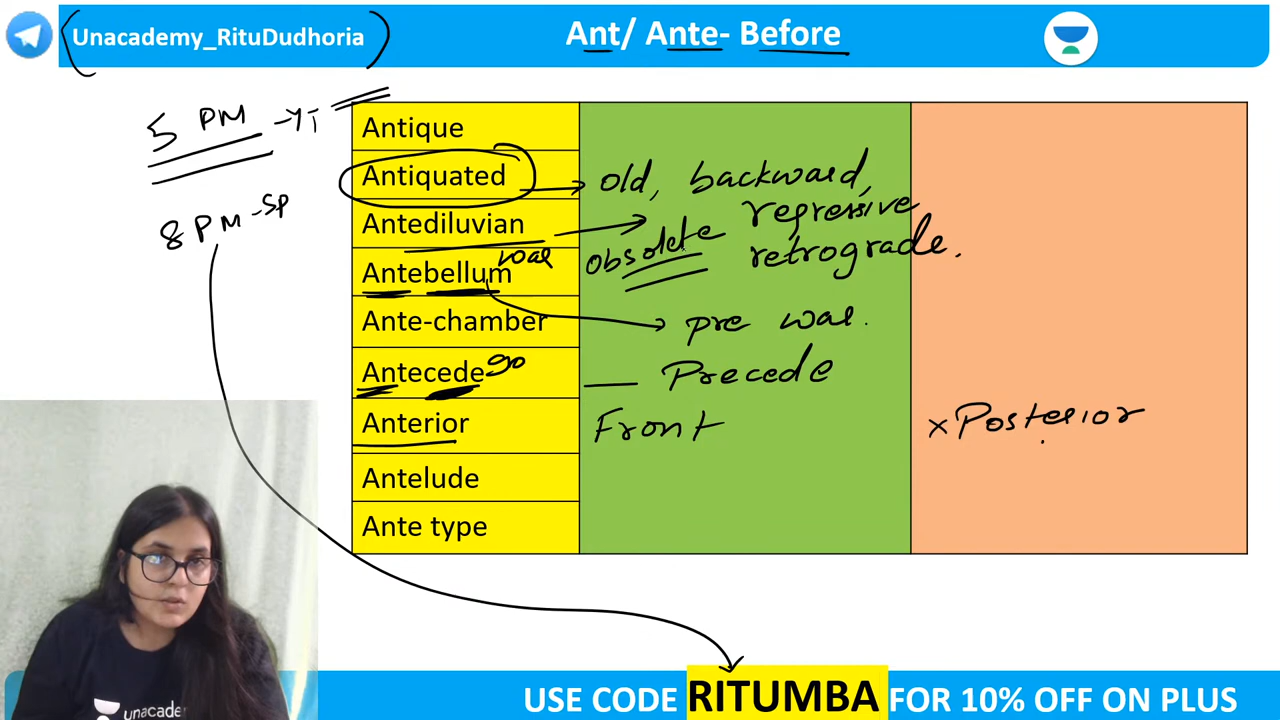 Unacademy_RituDudhoria
Ant/ Ante- Before
5 PM - YT
8 PM - SP
Antique
Antiquated → old, backward,
regressive
Antediluvian → obsolete retrograde.
war
Antebellum → pre war.
Ante-chamber
Antecede go — Precede
Anterior Front × Posterior
Antelude
Ante type
unacade
USE CODE RITUMBA FOR 10% OFF ON PLUS